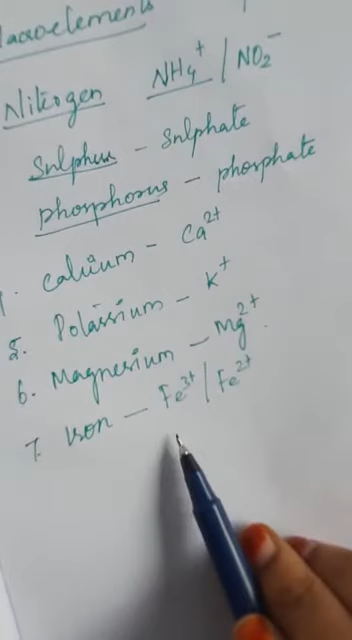 Macroelements
Nitrogen NH4+ / NO2-
Sulphur - Sulphate
phosphorus - phosphate
Calcium - Ca2+
5. Potassium - K+
6. Magnesium - Mg2+.
7. Iron - Fe3+ / Fe2+